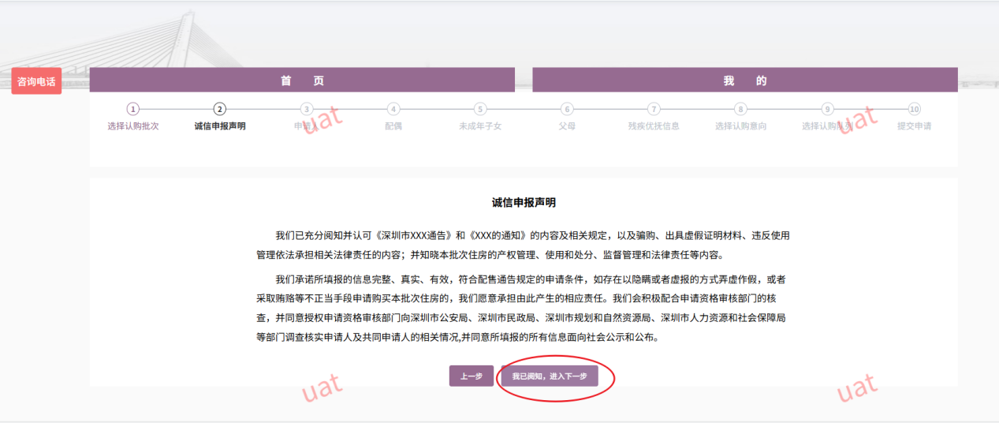 咨询电话
首 页
我 的
1
2
3
4
5
6
7
8
9
10
选择认购批次
诚信申报声明
申请人
配偶
未成年子女
父母
残疾优抚信息
选择认购意向
选择认购队列
提交申请
uat
uat
诚信申报声明
我们已充分阅知并认可《深圳市XXX通告》和《XXX的通知》的内容及相关规定，以及骗购、出具虚假证明材料、违反使用
管理依法承担相关法律责任的内容；并知晓本批次住房的产权管理、使用和处分、监督管理和法律责任等内容。
我们承诺所填报的信息完整、真实、有效，符合配售通告规定的申请条件，如存在以隐瞒或者虚报的方式弄虚作假，或者
采取贿赂等不正当手段申请购买本批次住房的，我们愿意承担由此产生的相应责任。我们会积极配合申请资格审核部门的核
查，并同意授权申请资格审核部门向深圳市公安局、深圳市民政局、深圳市规划和自然资源局、深圳市人力资源和社会保障局
等部门调查核实申请人及共同申请人的相关情况,并同意所填报的所有信息面向社会公示和公布。
上一步
我已阅知，进入下一步
uat
uat